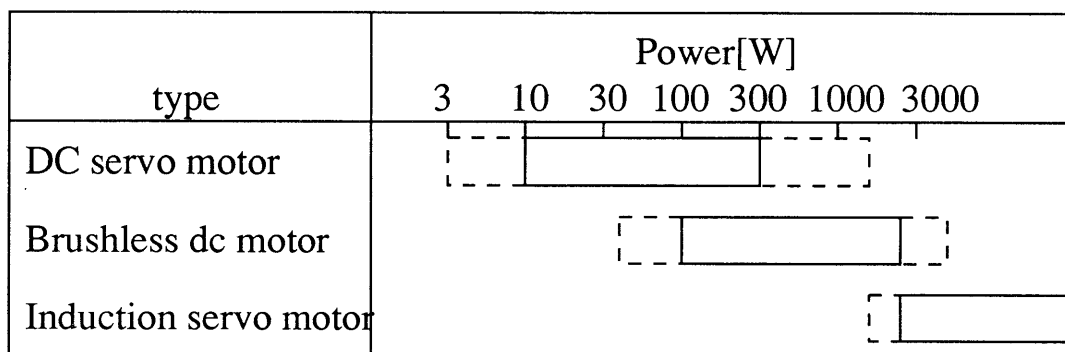 Power[W]
type 3 10 30 100 300 1000 3000
DC servo motor
Brushless dc motor
Induction servo motor